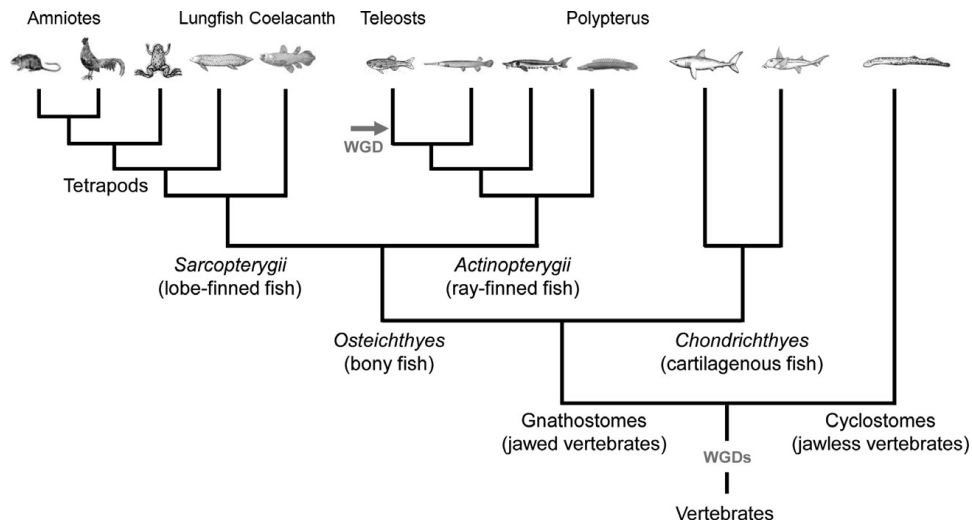 Amniotes
Lungfish Coelacanth
Teleosts
Polypterus
WGD
Tetrapods
Sarcopterygii
(lobe-finned fish)
Actinopterygii
(ray-finned fish)
Osteichthyes
(bony fish)
Chondrichthyes
(cartilagenous fish)
Gnathostomes
(jawed vertebrates)
Cyclostomes
(jawless vertebrates)
WGDs
Vertebrates